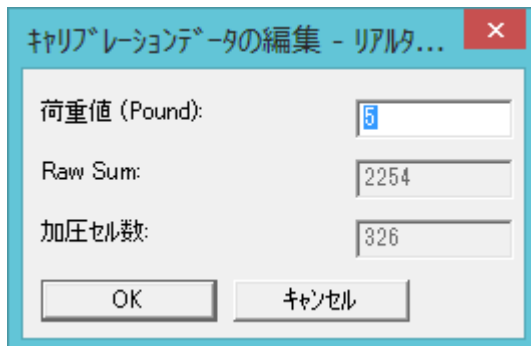 ｷｬﾘﾌﾞﾚｰｼｮﾝﾃﾞｰﾀの編集 - ﾘｱﾙﾀ...
荷重値 (Pound):
5
Raw Sum:
2254
加圧ｾﾙ数:
326
OK
ｷｬﾝｾﾙ